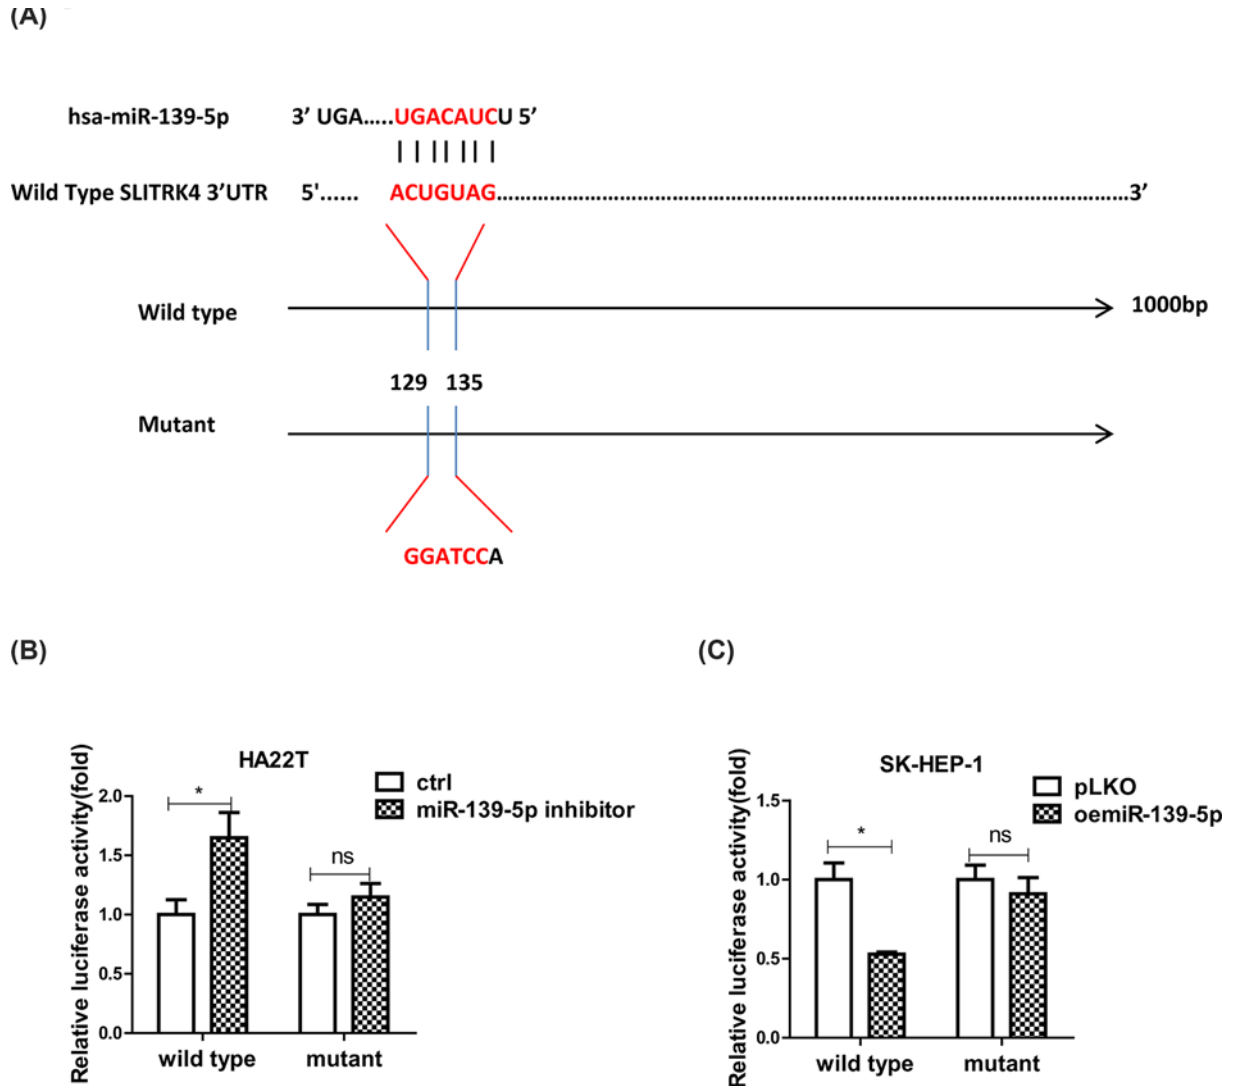 (A)
hsa-miR-139-5p 3' UGA.....UGACAUCU 5'
Wild Type SLITRK4 3'UTR 5'...... ACUGUAG........................................................................3'
Wild type 1000bp
129 135
Mutant
GGATCCA
(B)
(C)
HA22T
ctrl
miR-139-5p inhibitor
Relative luciferase activity(fold)
2.0
1.5
1.0
0.5
0.0
*
ns
wild type mutant
SK-HEP-1
pLKO
oemiR-139-5p
Relative luciferase activity(fold)
1.5
1.0
0.5
0.0
*
ns
wild type mutant